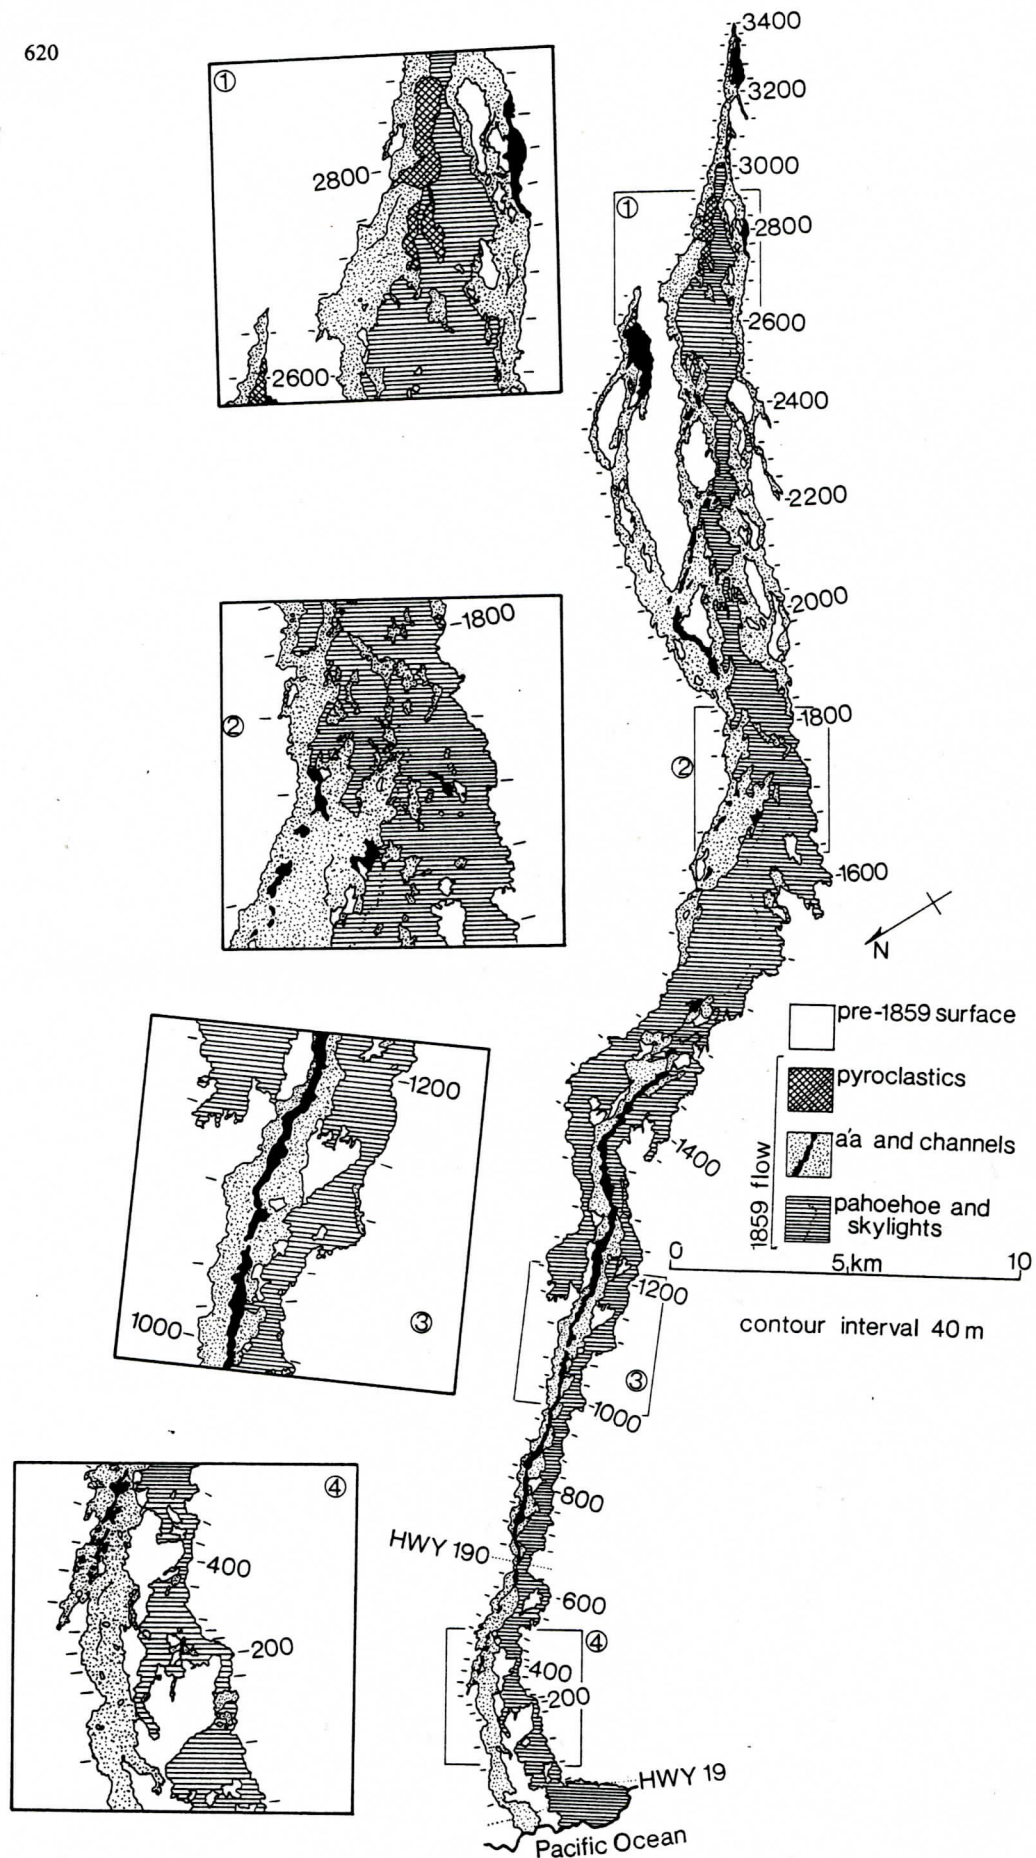 620
①
2800
2600
②
1800
③
1200
1000
④
400
200
3400
3200
3000
①
2800
2600
2400
2200
2000
1800
②
1600
1400
1200
③
1000
800
HWY 190
600
④
400
200
HWY 19
Pacific Ocean
N
pre-1859 surface
1859 flow
pyroclastics
a'a and channels
pahoehoe and
skylights
0
5 km
10
contour interval 40 m